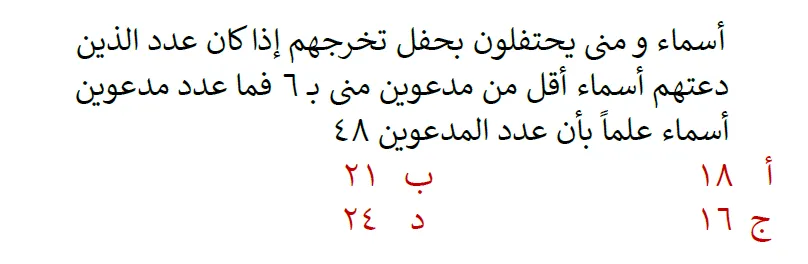 أسماء و منى يحتفلون بحفل تخرجهم إذا كان عدد الذين
دعتهم أسماء أقل من مدعوين منى بـ ٦ فما عدد مدعوين
أسماء علماً بأن عدد المدعوين ٤٨
أ ١٨ ب ٢١
ج ١٦ د ٢٤